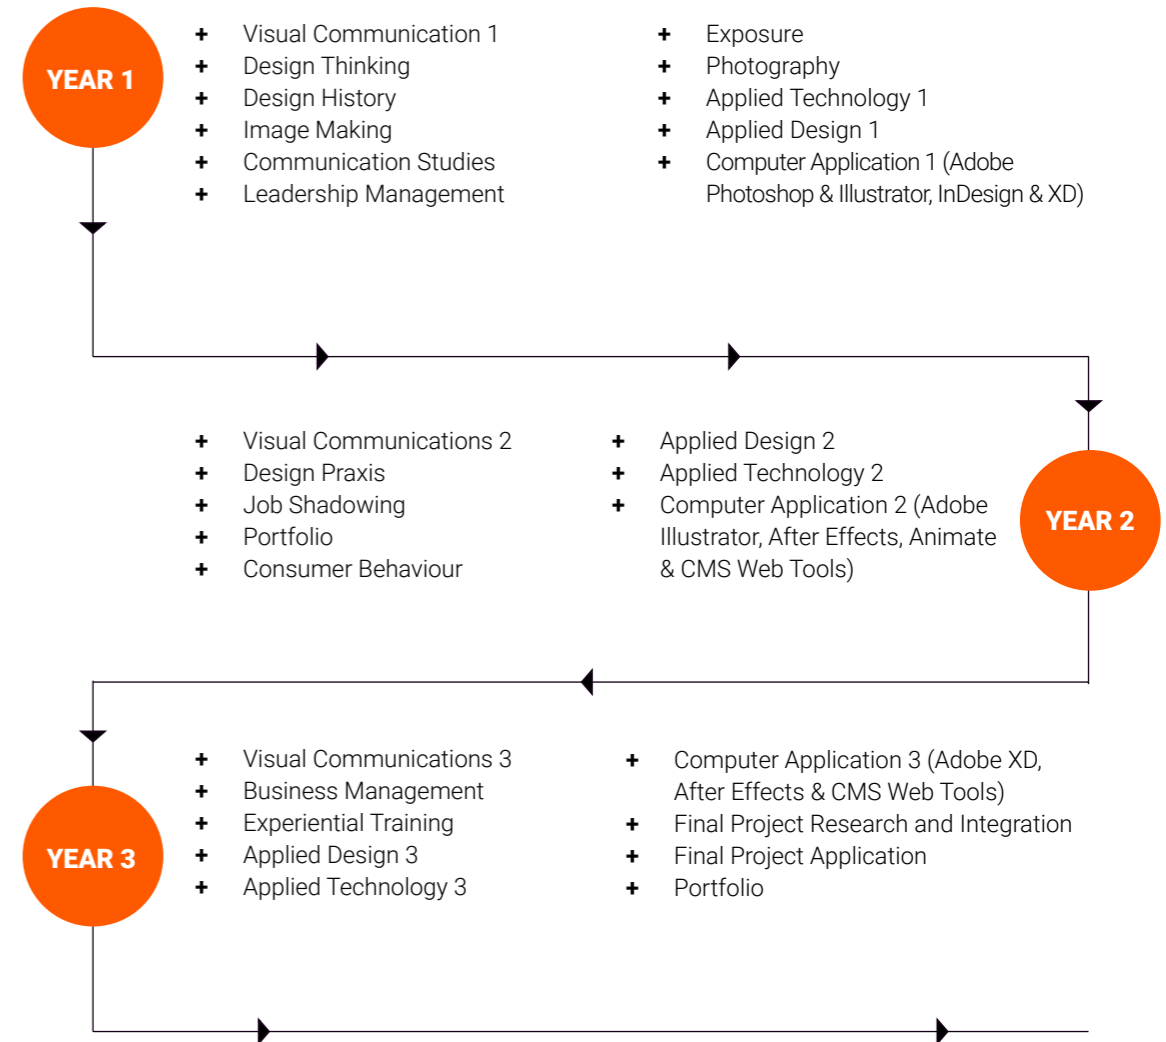 YEAR 1
+ Visual Communication 1
+ Design Thinking
+ Design History
+ Image Making
+ Communication Studies
+ Leadership Management
+ Exposure
+ Photography
+ Applied Technology 1
+ Applied Design 1
+ Computer Application 1 (Adobe
Photoshop & Illustrator, InDesign & XD)
+ Visual Communications 2
+ Design Praxis
+ Job Shadowing
+ Portfolio
+ Consumer Behaviour
+ Applied Design 2
+ Applied Technology 2
+ Computer Application 2 (Adobe
Illustrator, After Effects, Animate
& CMS Web Tools)
YEAR 2
YEAR 3
+ Visual Communications 3
+ Business Management
+ Experiential Training
+ Applied Design 3
+ Applied Technology 3
+ Computer Application 3 (Adobe XD,
After Effects & CMS Web Tools)
+ Final Project Research and Integration
+ Final Project Application
+ Portfolio